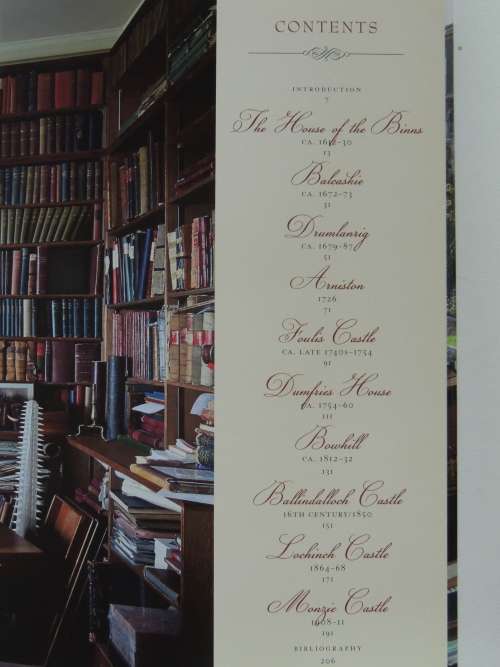 CONTENTS
INTRODUCTION
7
The House of the Binns
CA. 1612–30
13
Balcaskie
CA. 1672–73
31
Drumlanrig
CA. 1679–87
51
Arniston
1726
71
Foulis Castle
CA. LATE 1740s–1754
91
Dumfries House
CA. 1754–60
111
Bowhill
CA. 1812–32
131
Ballindalloch Castle
16TH CENTURY/1850
151
Lochinch Castle
1864–68
171
Monzie Castle
1908–11
191
BIBLIOGRAPHY
206